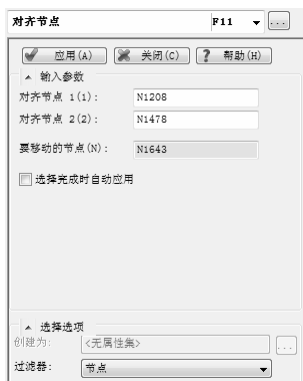 对齐节点 F11 ...
应用(A) 关闭(C) ? 帮助(H)
输入参数
对齐节点 1(1): N1208
对齐节点 2(2): N1478
要移动的节点(N): N1643
选择完成时自动应用
选择选项
创建为: <无属性集> ...
过滤器: 节点